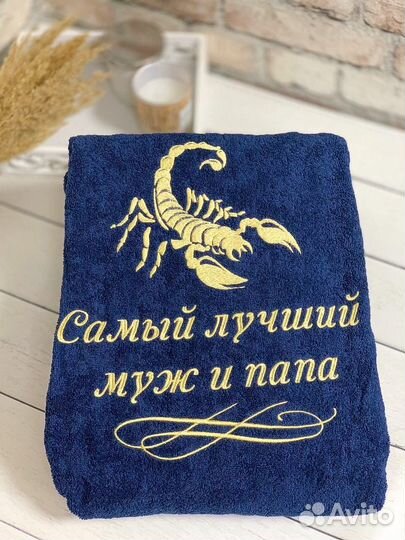 Самый лучший
муж и папа
Avito